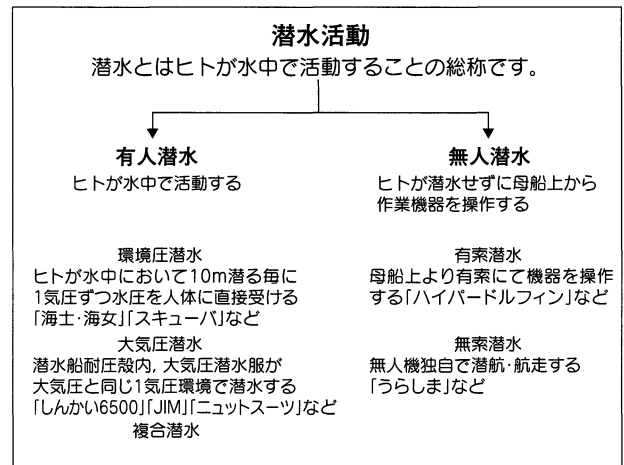 潜水活動
潜水とはヒトが水中で活動することの総称です。
有人潜水
ヒトが水中で活動する
環境圧潜水
ヒトが水中において10m潜る毎に
1気圧ずつ水圧を人体に直接受ける
「海士・海女」「スキューバ」など
大気圧潜水
潜水船耐圧殻内,大気圧潜水服が
大気圧と同じ1気圧環境で潜水する
「しんかい6500」「JIM」「ニュットスーツ」など
複合潜水
無人潜水
ヒトが潜水せずに母船上から
作業機器を操作する
有索潜水
母船上より有索にて機器を操作
する「ハイパードルフィン」など
無索潜水
無人機独自で潜航・航走する
「うらしま」など